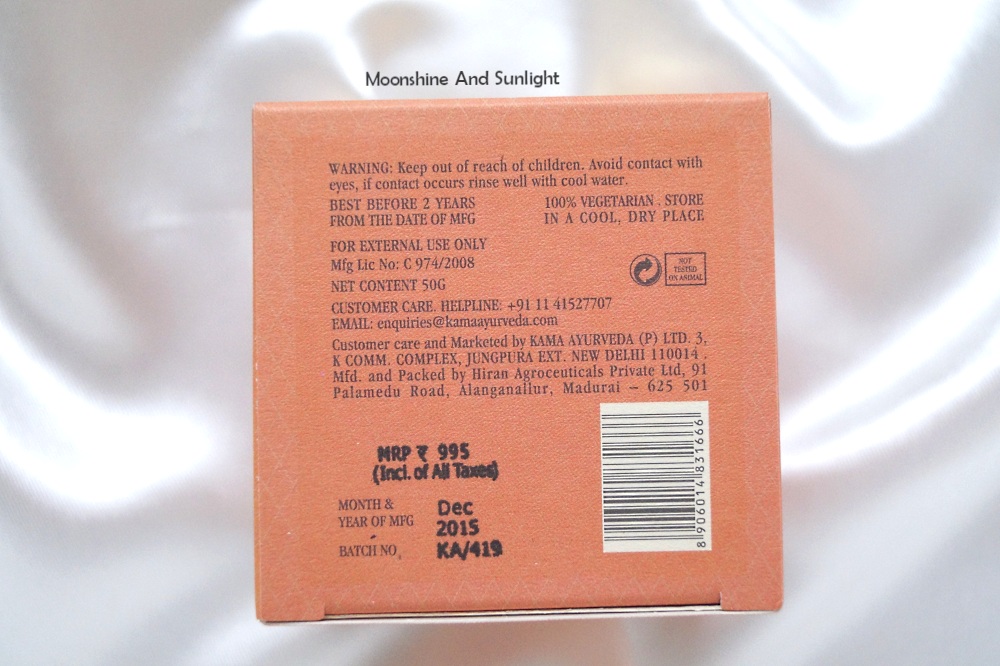 Moonshine And Sunlight
WARNING: Keep out of reach of children. Avoid contact with
eyes, if contact occurs rinse well with cool water.
BEST BEFORE 2 YEARS
FROM THE DATE OF MFG
100% VEGETARIAN . STORE
IN A COOL, DRY PLACE
FOR EXTERNAL USE ONLY
Mfg Lic No: C 974/2008
NET CONTENT 50G
NOT
TESTED
ON ANIMAL
CUSTOMER CARE. HELPLINE: +91 11 41527707
EMAIL: enquiries@kamaayurveda.com
Customer care and Marketed by KAMA AYURVEDA (P) LTD. 3,
K COMM. COMPLEX, JUNGPURA EXT. NEW DELHI 110014 .
Mfd. and Packed by Hiran Agroceuticals Private Ltd, 91
Palamedu Road, Alanganallur, Madurai – 625 501
MRP ₹ 995
(Incl. of All Taxes)
MONTH &
YEAR OF MFG
Dec
2015
BATCH NO.
KA/419
8 906014 831666